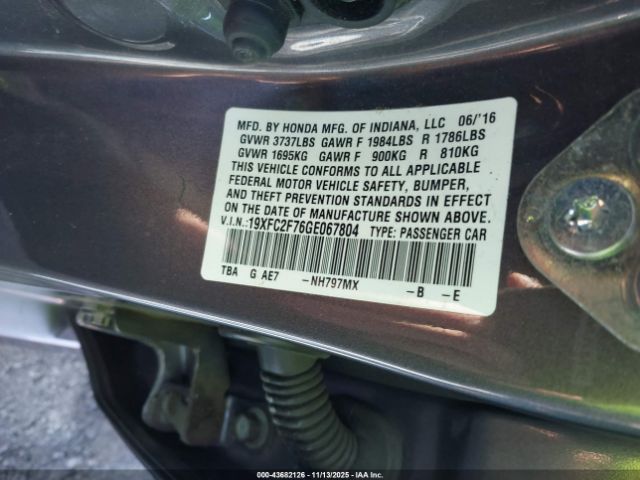 MFD. BY HONDA MFG. OF INDIANA, LLC 06/'16
GVWR 3737LBS GAWR F 1984LBS R 1786LBS
GVWR 1695KG GAWR F 900KG R 810KG
THIS VEHICLE CONFORMS TO ALL APPLICABLE
FEDERAL MOTOR VEHICLE SAFETY, BUMPER,
AND THEFT PREVENTION STANDARDS IN EFFECT
ON THE DATE OF MANUFACTURE SHOWN ABOVE.
V.I.N.:19XFC2F76GE067804 TYPE: PASSENGER CAR
TBA G AE7 -NH797MX -B -E
000-43682126 - 11/13/2025 - IAA Inc.